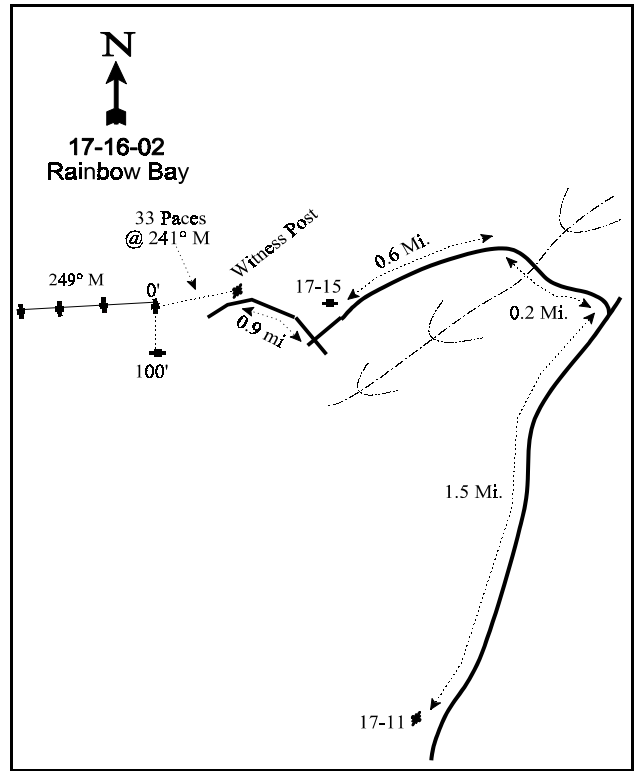 N
17-16-02
Rainbow Bay
33 Paces
@ 241° M
Witness Post
249° M
0'
100'
17-15
0.6 Mi.
0.9 mi
0.2 Mi.
1.5 Mi.
17-11